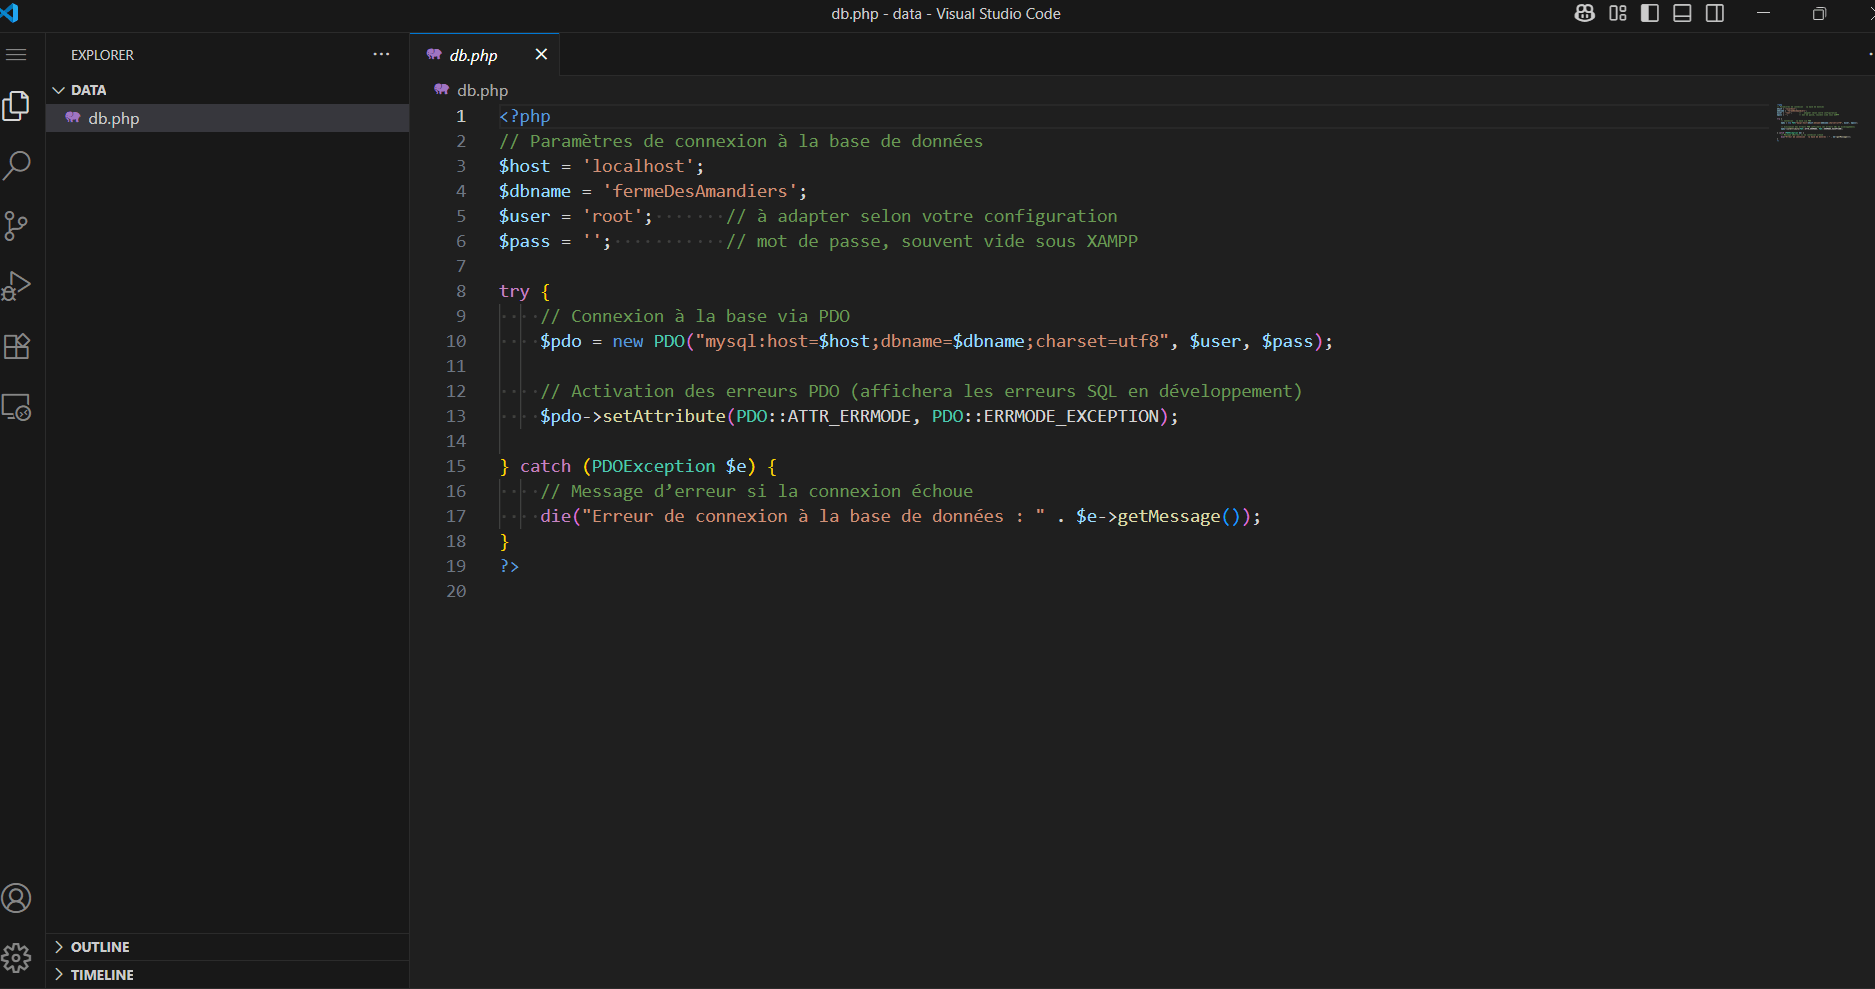 db.php - data - Visual Studio Code
EXPLORER
DATA
db.php
OUTLINE
TIMELINE
db.php
db.php
1 <?php
2 // Paramètres de connexion à la base de données
3 $host = 'localhost';
4 $dbname = 'fermeDesAmandiers';
5 $user = 'root';       // à adapter selon votre configuration
6 $pass = '';           // mot de passe, souvent vide sous XAMPP
7
8 try {
9     // Connexion à la base via PDO
10     $pdo = new PDO("mysql:host=$host;dbname=$dbname;charset=utf8", $user, $pass);
11
12     // Activation des erreurs PDO (affichera les erreurs SQL en développement)
13     $pdo->setAttribute(PDO::ATTR_ERRMODE, PDO::ERRMODE_EXCEPTION);
14
15 } catch (PDOException $e) {
16     // Message d’erreur si la connexion échoue
17     die("Erreur de connexion à la base de données : " . $e->getMessage());
18 }
19 ?>
20